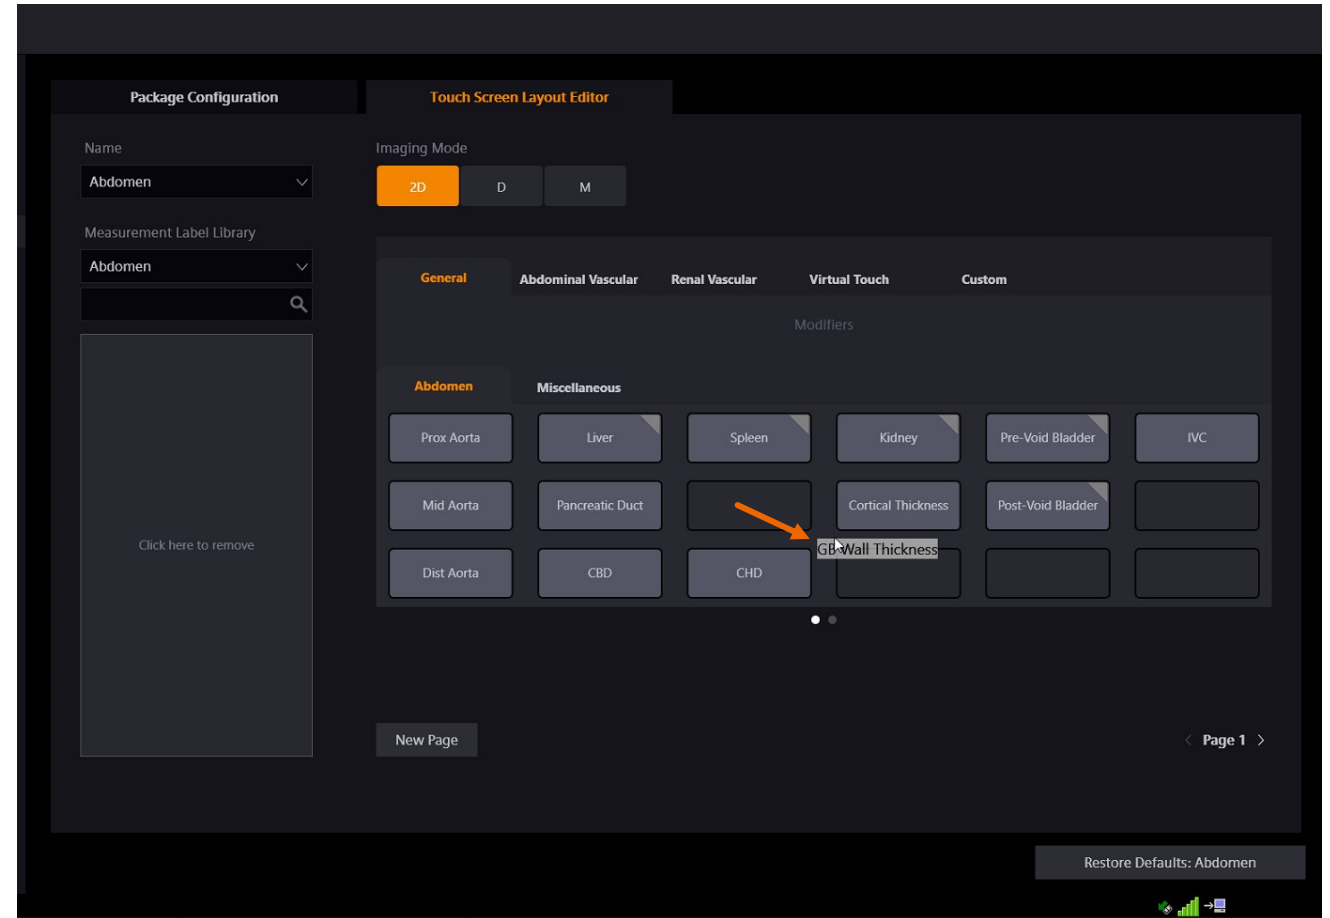 Package Configuration
Touch Screen Layout Editor
Name
Abdomen
Measurement Label Library
Abdomen
Click here to remove
Imaging Mode
2D
D
M
General
Abdominal Vascular
Renal Vascular
Virtual Touch
Custom
Modifiers
Abdomen
Miscellaneous
Prox Aorta
Liver
Spleen
Kidney
Pre-Void Bladder
IVC
Mid Aorta
Pancreatic Duct
Cortical Thickness
Post-Void Bladder
GB Wall Thickness
Dist Aorta
CBD
CHD
New Page
Page 1
Restore Defaults: Abdomen